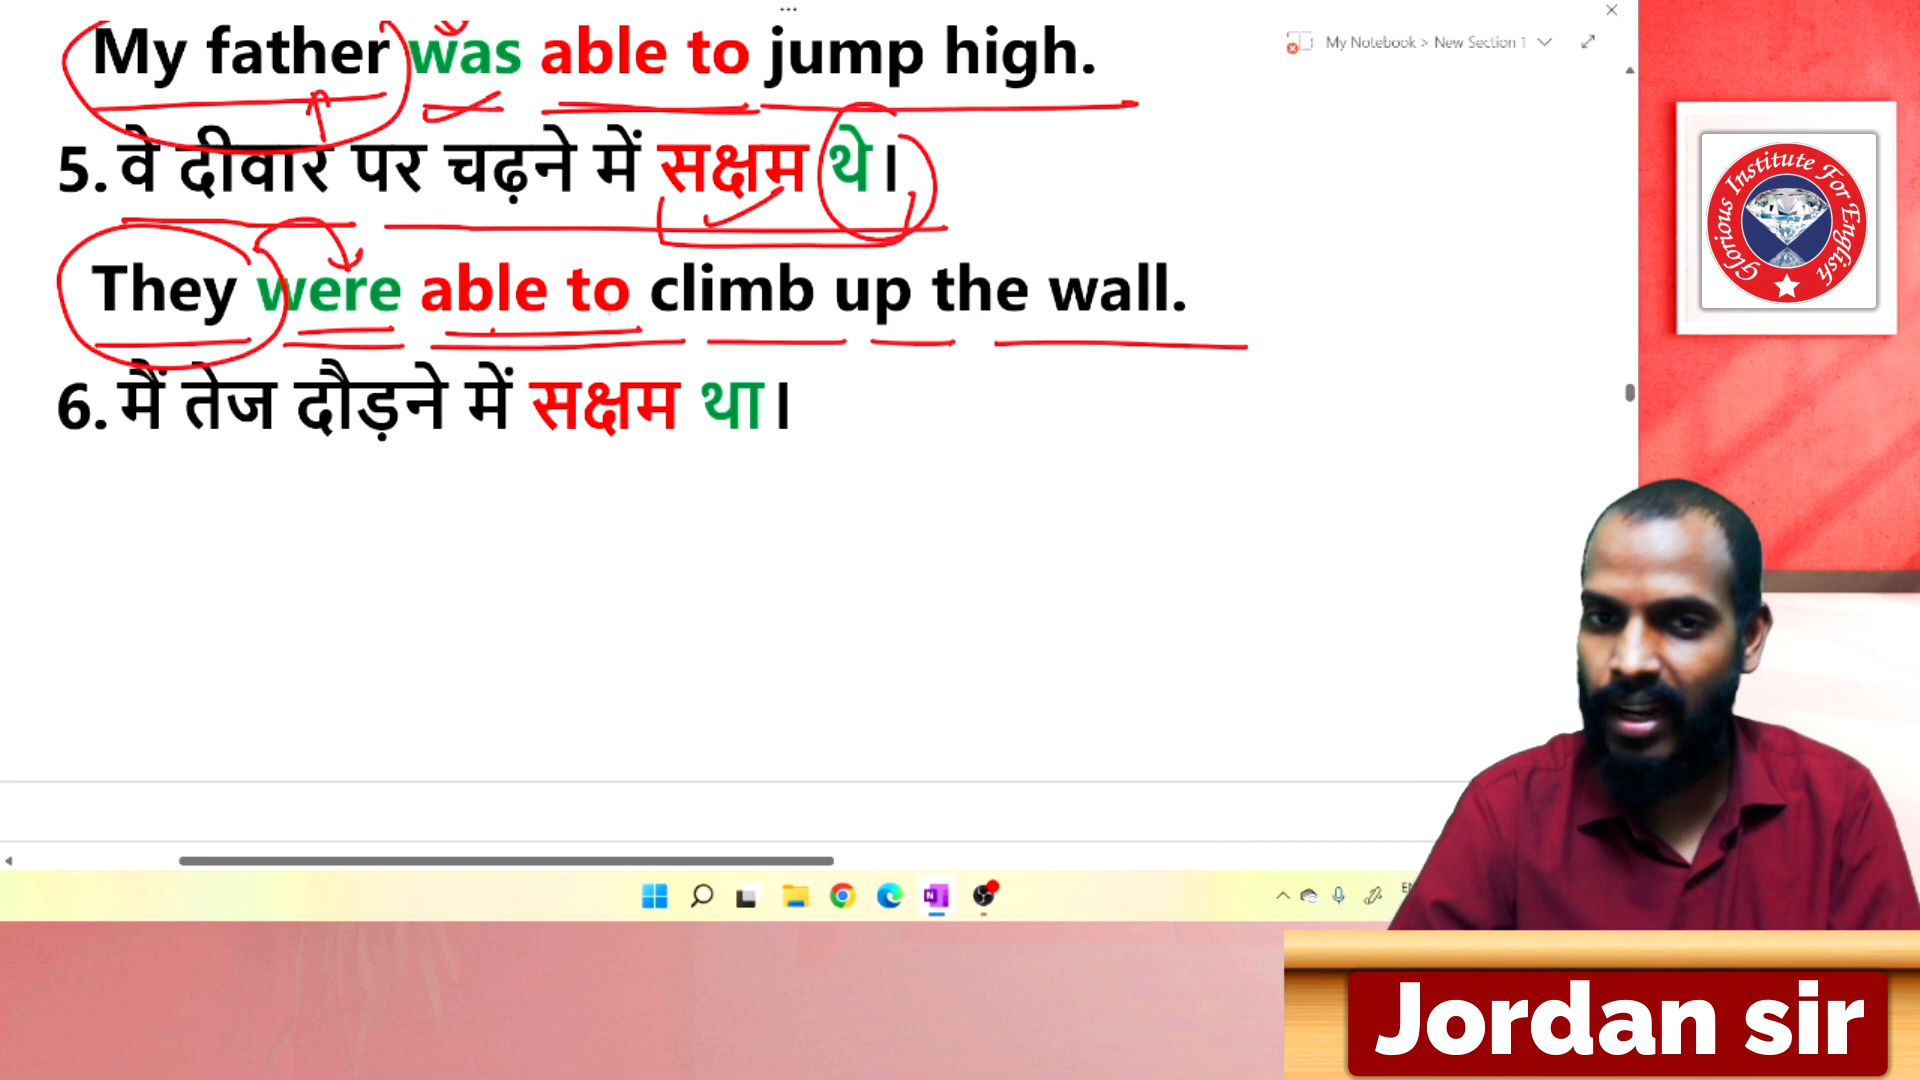 My father was able to jump high.
My Notebook > New Section 1
5. वे दीवार पर चढ़ने में सक्षम थे।
Glorious Institute For English
They were able to climb up the wall.
6. मैं तेज दौड़ने में सक्षम था।
Jordan sir